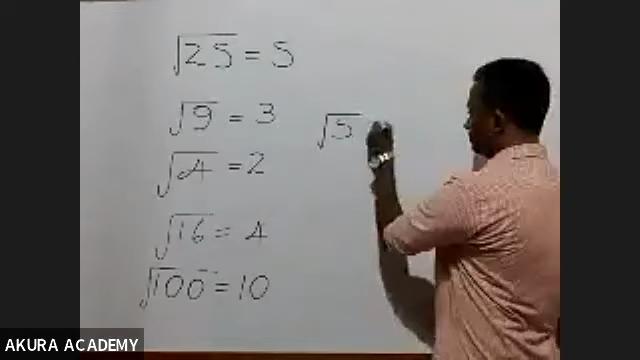 √25 = 5
√9 = 3
√4 = 2
√16 = 4
√100 = 10
√5
AKURA ACADEMY